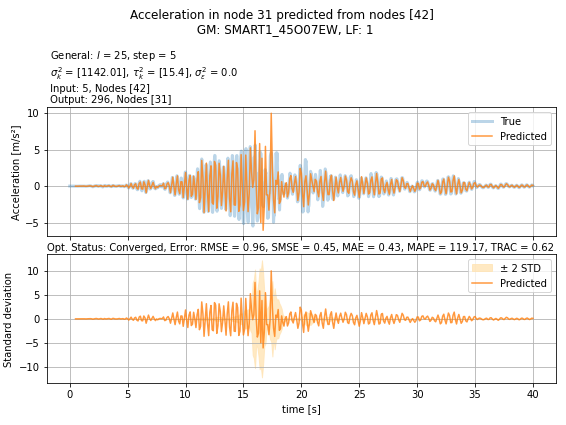 Acceleration in node 31 predicted from nodes [42]
GM: SMART1_45O07EW, LF: 1
General: l = 25, step = 5
σ²ₖ = [1142.01], τ²ₖ = [15.4], σ²ε = 0.0
Input: 5, Nodes [42]
Output: 296, Nodes [31]
10
5
0
−5
Acceleration [m/s²]
True
Predicted
Opt. Status: Converged, Error: RMSE = 0.96, SMSE = 0.45, MAE = 0.43, MAPE = 119.17, TRAC = 0.62
10
5
0
−5
−10
Standard deviation
± 2 STD
Predicted
0 5 10 15 20 25 30 35 40
time [s]